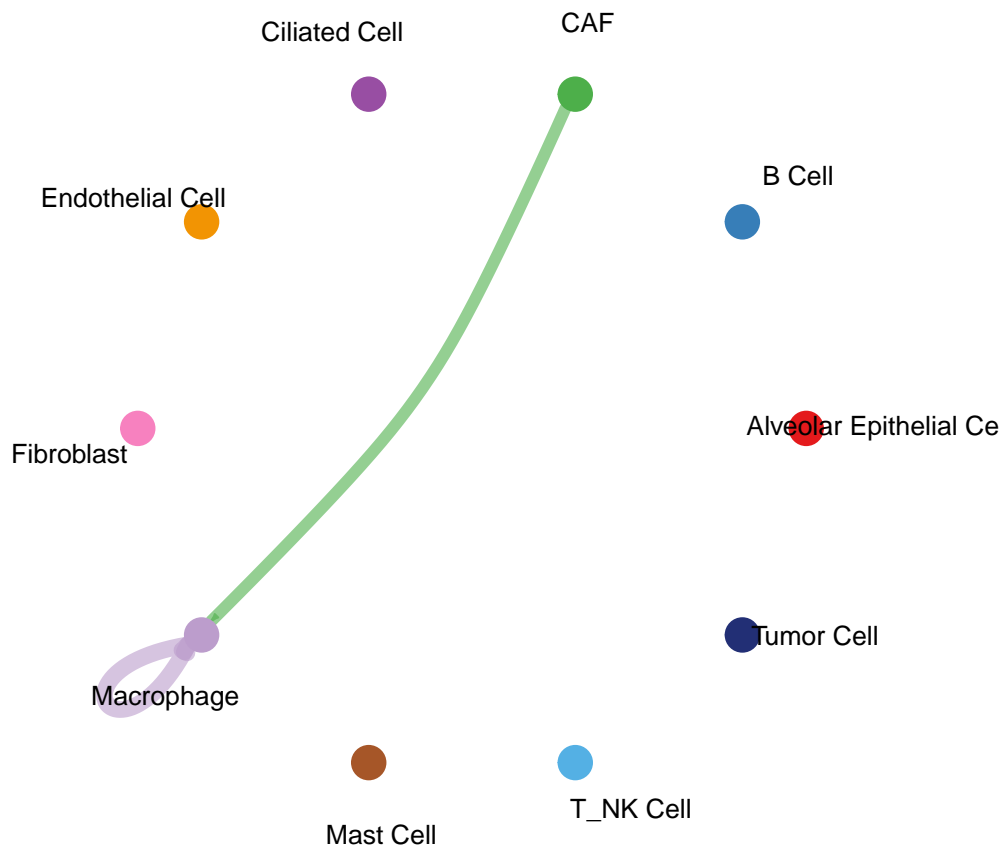 CAF
Ciliated Cell
B Cell
Endothelial Cell
Alveolar Epithelial Ce
Fibroblast
Tumor Cell
Macrophage
T_NK Cell
Mast Cell